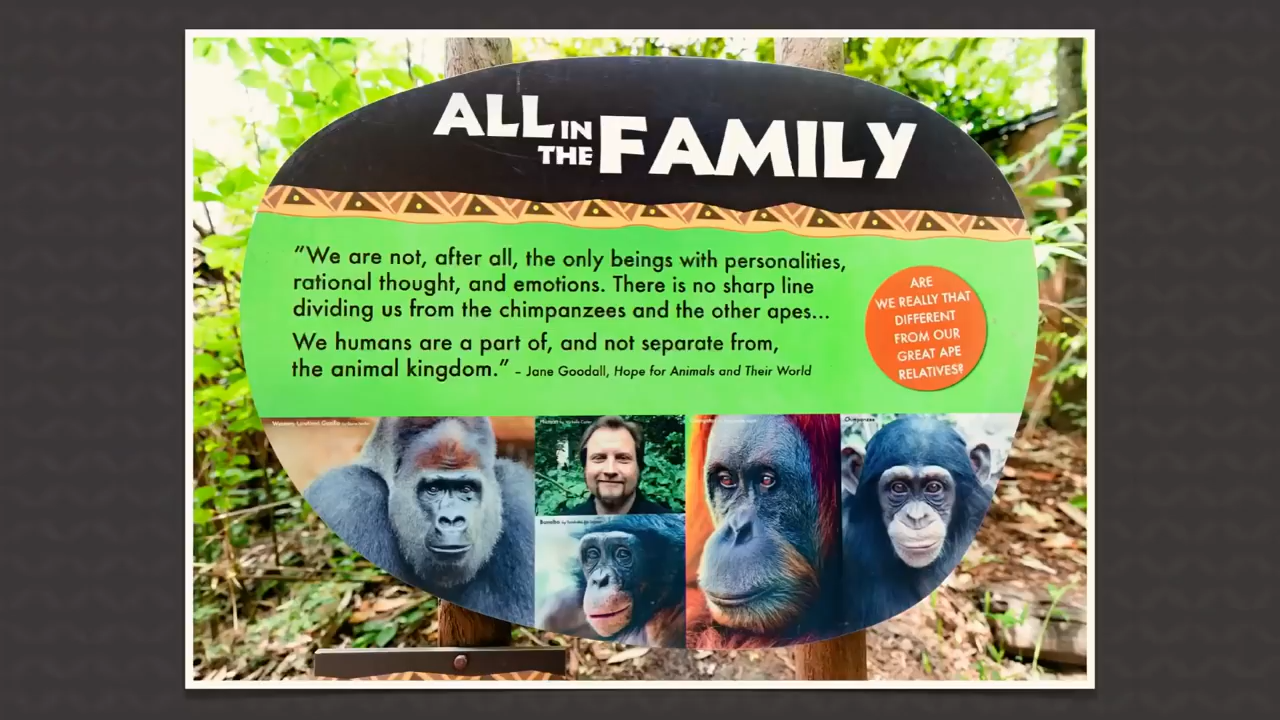 ALL IN THE FAMILY
"We are not, after all, the only beings with personalities,
rational thought, and emotions. There is no sharp line
dividing us from the chimpanzees and the other apes...
We humans are a part of, and not separate from,
the animal kingdom." – Jane Goodall, Hope for Animals and Their World
ARE
WE REALLY THAT
DIFFERENT
FROM OUR
GREAT APE
RELATIVES?
Western Lowland Gorilla
Human
Bonobo
Chimpanzee